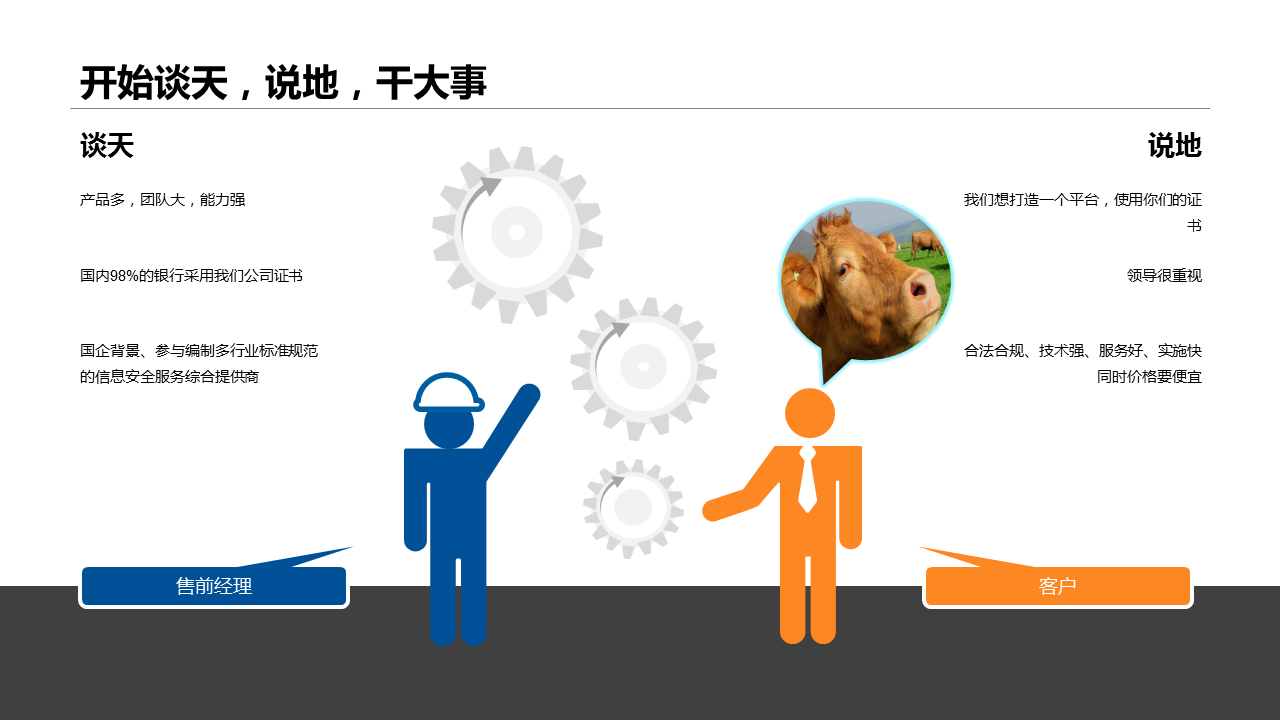 开始谈天，说地，干大事
谈天
产品多，团队大，能力强
国内98%的银行采用我们公司证书
国企背景、参与编制多行业标准规范
的信息安全服务综合提供商
说地
我们想打造一个平台，使用你们的证
书
领导很重视
合法合规、技术强、服务好、实施快
同时价格要便宜
售前经理
客户